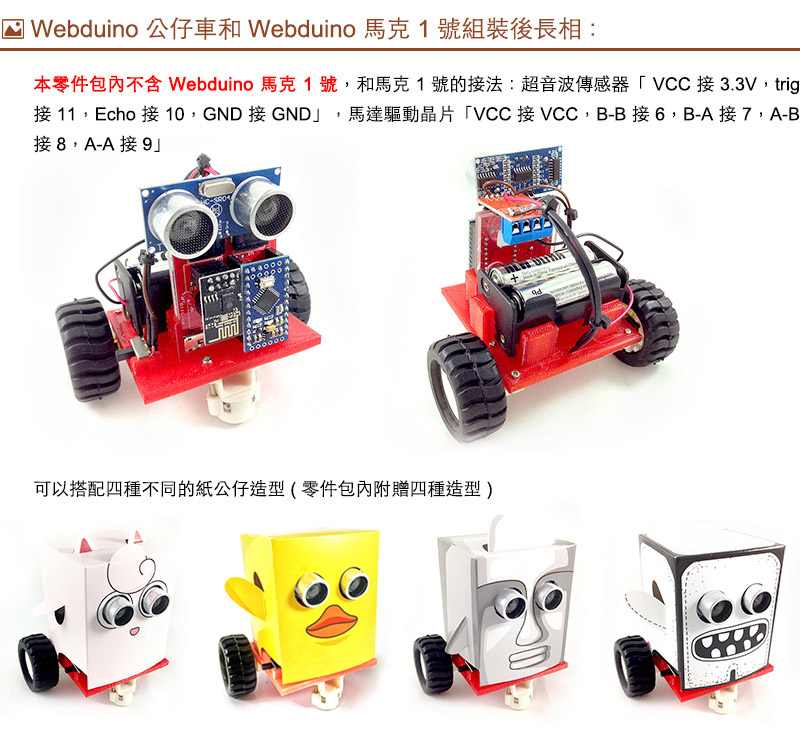 Webduino 公仔車和 Webduino 馬克 1 號組裝後長相：
本零件包內不含 Webduino 馬克 1 號，和馬克 1 號的接法：超音波傳感器「 VCC 接 3.3V，trig
接 11，Echo 接 10，GND 接 GND」，馬達驅動晶片「VCC 接 VCC，B-B 接 6，B-A 接 7，A-B
接 8，A-A 接 9」
HC-SR04
可以搭配四種不同的紙公仔造型 ( 零件包內附贈四種造型 )